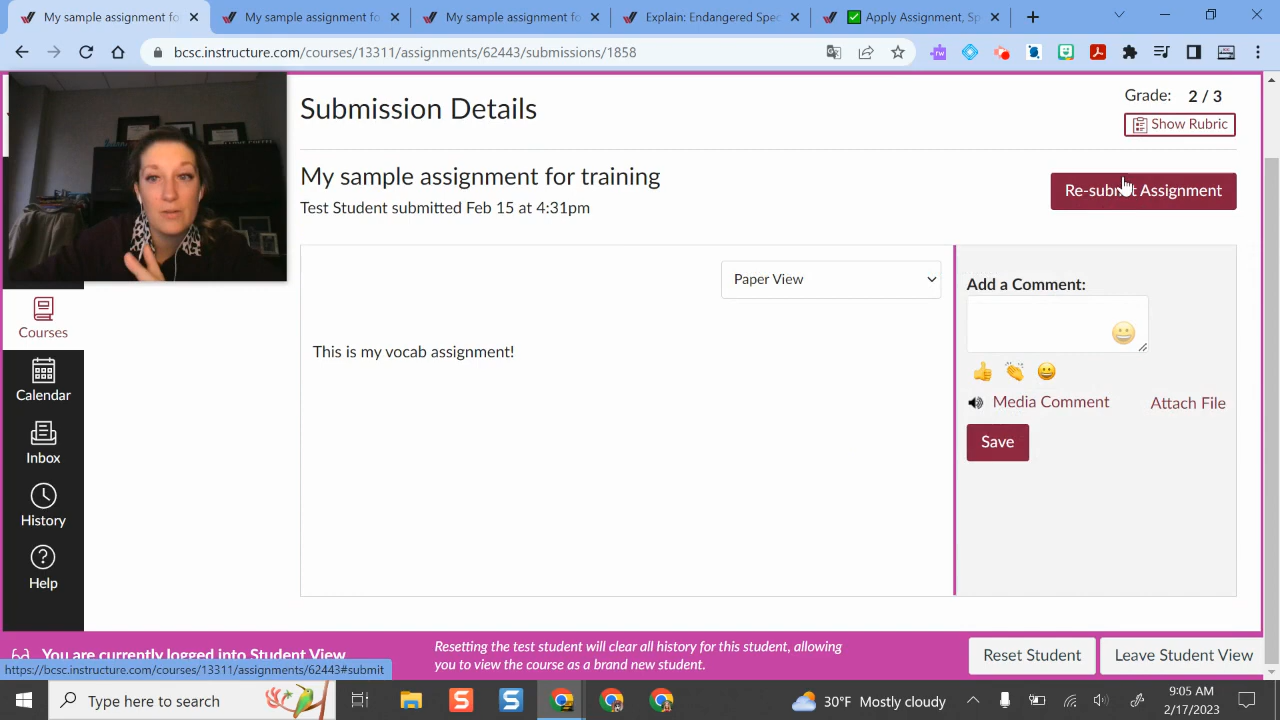 My sample assignment fo
My sample assignment fo
My sample assignment fo
Explain: Endangered Spec
✅ Apply Assignment, Sp
bcsc.instructure.com/courses/13311/assignments/62443/submissions/1858
Submission Details
Grade: 2 / 3
Show Rubric
My sample assignment for training
Re-submit Assignment
Test Student submitted Feb 15 at 4:31pm
Paper View
Add a Comment:
This is my vocab assignment!
Courses
Calendar
Inbox
History
Help
Media Comment
Attach File
Save
You are currently logged into Student View
Resetting the test student will clear all history for this student, allowing
you to view the course as a brand new student.
Reset Student
Leave Student View
https://bcsc.instructure.com/courses/13311/assignments/62443#submit
Type here to search
30°F Mostly cloudy
9:05 AM
2/17/2023